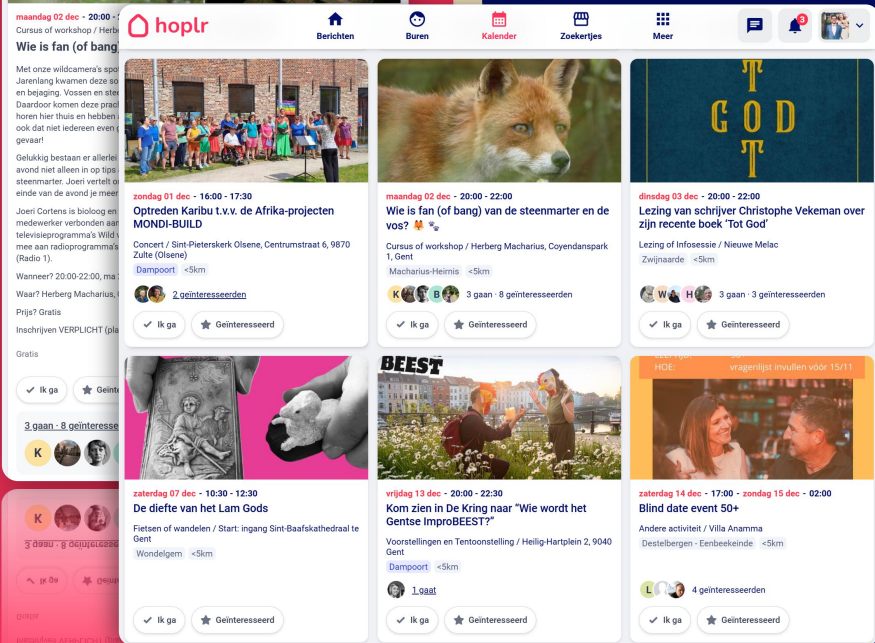 maandag 02 dec - 20:00 -
Cursus of workshop / Herbe
Wie is fan (of bang)
Met onze wildcamera's spo
Jarenlang kwamen deze so
en bejaging. Vossen en stee
Daardoor komen deze prach
horen hier thuis en hebben
ook dat niet iedereen even g
gevaar!
Gelukkig bestaan er allerlei
avond niet alleen in op tips
steenmarter. Joeri vertelt o
einde van de avond je meer
Joeri Cortens is bioloog en
medewerker verbonden aan
televisieprogramma's Wild v
mee aan radioprogramma's
(Radio 1).
Wanneer? 20:00-22:00, ma
Waar? Herberg Macharius,
Prijs? Gratis
Inschrijven VERPLICHT (pla
Gratis
Ik ga
Geïnte
3 gaan · 8 geïnteresse
K
hoplr
Berichten
Buren
Kalender
Zoekertjes
Meer
3
zondag 01 dec - 16:00 - 17:30
Optreden Karibu t.v.v. de Afrika-projecten
MONDI-BUILD
Concert / Sint-Pieterskerk Olsene, Centrumstraat 6, 9870
Zulte (Olsene)
Dampoort <5km
2 geïnteresseerden
Ik ga
Geïnteresseerd
maandag 02 dec - 20:00 - 22:00
Wie is fan (of bang) van de steenmarter en de
vos? 🦊 🐾
Cursus of workshop / Herberg Macharius, Coyendanspark
1, Gent
Macharius-Heirnis <5km
K B 3 gaan · 8 geïnteresseerden
Ik ga
Geïnteresseerd
TOT
GOD
TOT
dinsdag 03 dec - 20:00 - 22:00
Lezing van schrijver Christophe Vekeman over
zijn recente boek 'Tot God'
Lezing of Infosessie / Nieuwe Melac
Zwijnaarde <5km
W H 3 gaan · 3 geïnteresseerden
Ik ga
Geïnteresseerd
zaterdag 07 dec - 10:30 - 12:30
De diefte van het Lam Gods
Fietsen of wandelen / Start: ingang Sint-Baafskathedraal te
Gent
Wondelgem <5km
Ik ga
Geïnteresseerd
BEEST
vrijdag 13 dec - 20:00 - 22:30
Kom zien in De Kring naar "Wie wordt het
Gentse ImproBEEST?"
Voorstellingen en Tentoonstelling / Heilig-Hartplein 2, 9040
Gent
Dampoort <5km
1 gaat
Ik ga
Geïnteresseerd
HOE: vragenlijst invullen vóór 15/11
zaterdag 14 dec - 17:00 - zondag 15 dec - 02:00
Blind date event 50+
Andere activiteit / Villa Anamma
Destelbergen - Eenbeekeinde <5km
L 4 geïnteresseerden
Ik ga
Geïnteresseerd